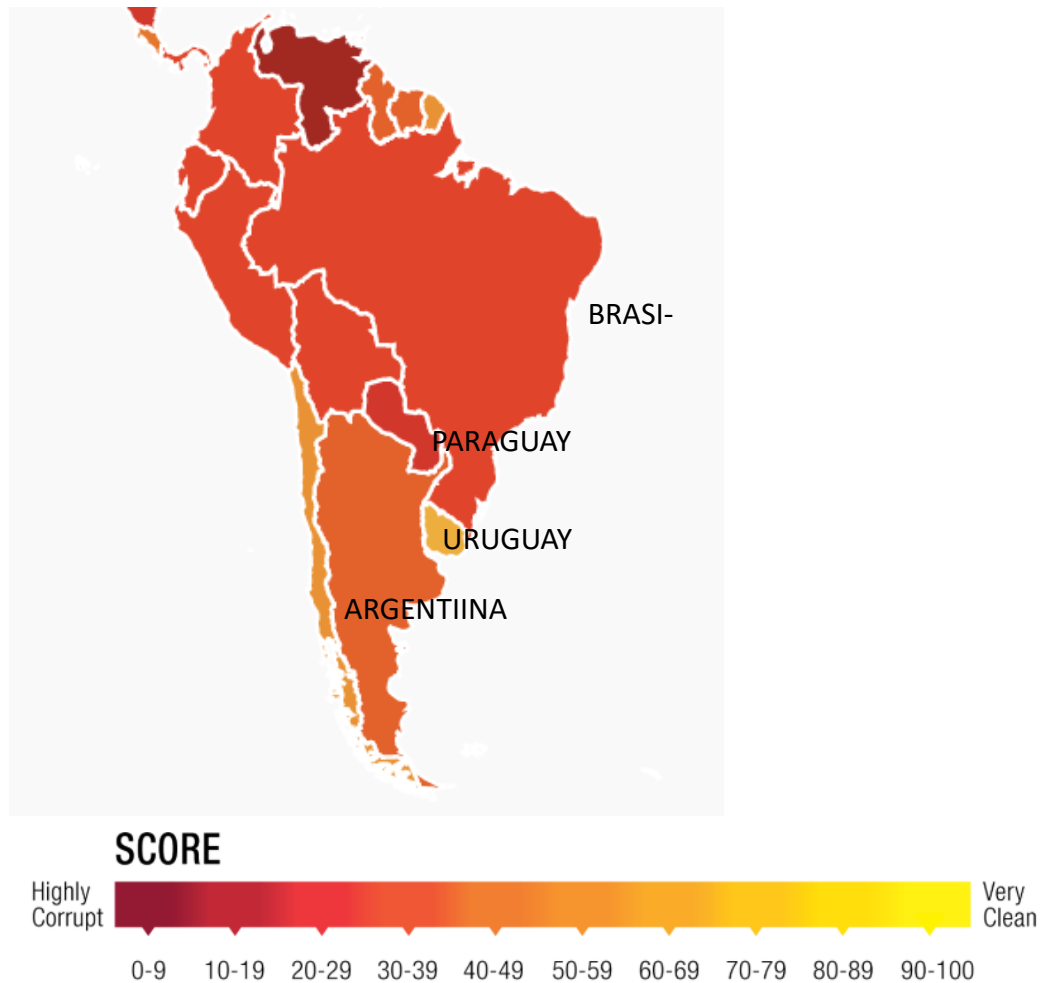 BRASI-
PARAGUAY
URUGUAY
ARGENTIINA
SCORE
Highly
Corrupt
Very
Clean
0-9 10-19 20-29 30-39 40-49 50-59 60-69 70-79 80-89 90-100